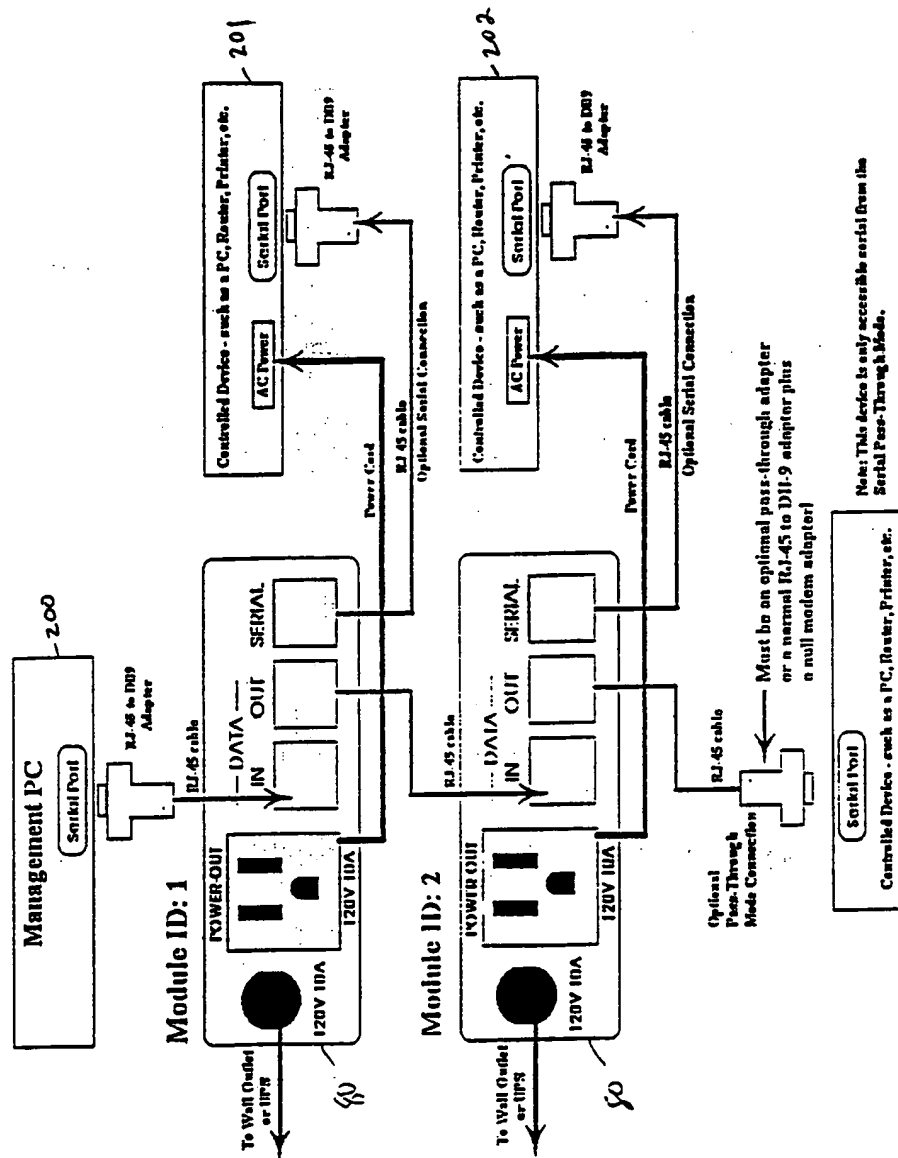 Management PC
200
Serial Port
RJ-45 to DB9
Adapter
RJ-45 cable
Module ID: 1
POWER-OUT
DATA
IN
OUT
SERIAL
120V 10A
120V 10A
To Wall Outlet
or UPS
80
Power Cord
RJ-45 cable
Optional Serial Connection
201
Controlled Device - such as a PC, Router, Printer, etc.
AC Power
Serial Port
RJ-45 to DB9
Adapter
RJ-45 cable
Module ID: 2
POWER OUT
DATA
IN
OUT
SERIAL
120V 10A
120V 10A
To Wall Outlet
or UPS
80
Power Cord
RJ-45 cable
Optional Serial Connection
202
Controlled Device - such as a PC, Router, Printer, etc.
AC Power
Serial Port
RJ-45 to DB9
Adapter
RJ-45 cable
Optional
Pass-Through
Mode Connection
Must be an optional pass-through adapter
or a normal RJ-45 to DB-9 adaptor plus
a null modem adaptor!
Serial Port
Controlled Device - such as a PC, Router, Printer, etc.
Note: This device is only accessible serial from the
Serial Pass-Through Mode.